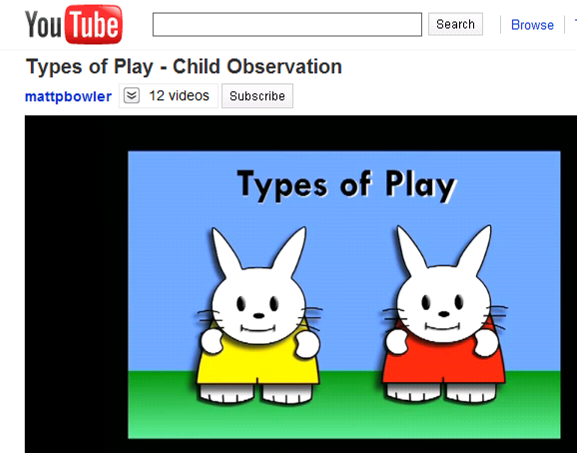 YouTube Search Browse
Types of Play - Child Observation
mattpbowler 12 videos Subscribe
Types of Play